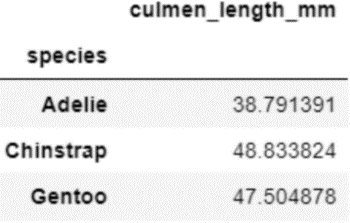 culmen_length_mm
species
Adelie 38.791391
Chinstrap 48.833824
Gentoo 47.504878